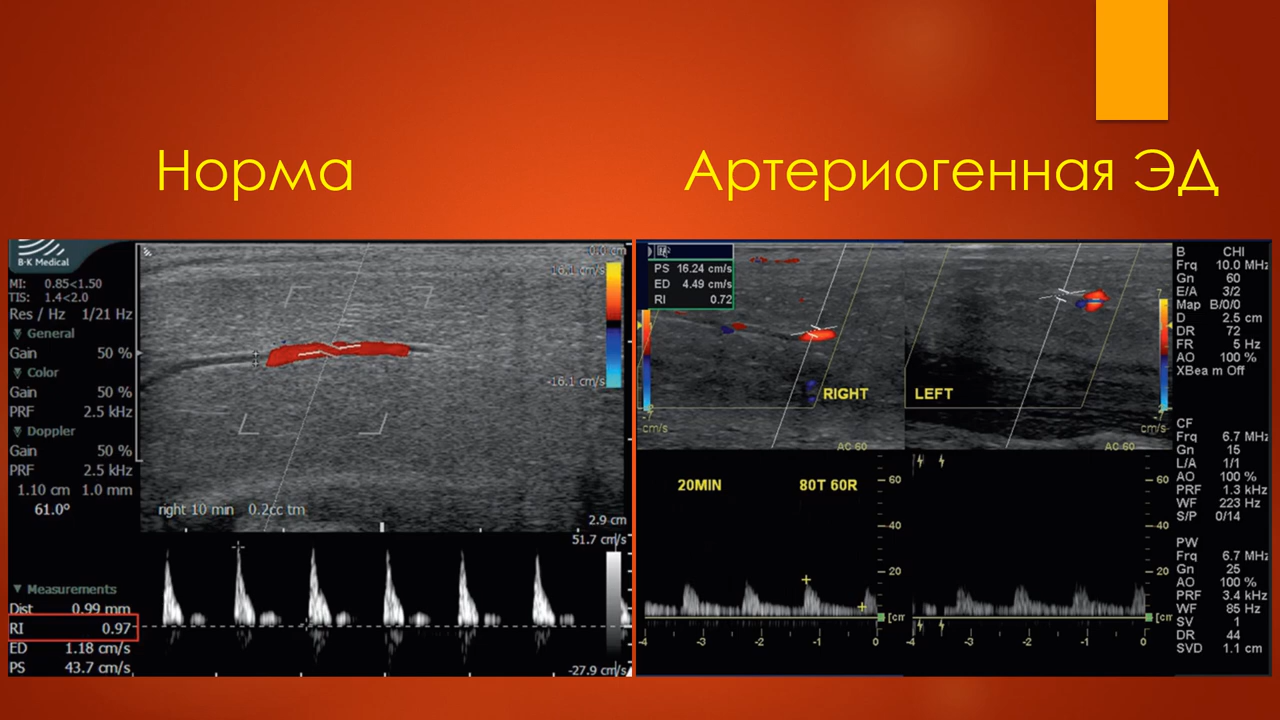 Норма
Артериогенная ЭД
B·K Medical
MI: 0.85<1.50
TIS: 1.4<2.0
Res / Hz 1/21 Hz
General
Gain 50 %
Color
Gain 50 %
PRF 2.5 kHz
Doppler
Gain 50 %
PRF 2.5 kHz
1.10 cm 1.0 mm
61.0°
Measurements
Dist 0.99 mm
RI 0.97
ED 1.18 cm/s
PS 43.7 cm/s
-0.0 cm
16.1 cm/s
-16.1 cm/s
right 10 min 0.2cc tm
2.9 cm
51.7 cm/s
-27.9 cm/s
PS 16.24 cm/s
ED 4.49 cm/s
RI 0.72
RIGHT
LEFT
cm/s
cm/s
AC 60
AC 60
20MIN 80T 60R
60
40
20
[cm
-4 -3 -2 -1 0
60
40
20
[cm
-3 -2 -1 0
B CHI
Frq 10.0 MHz
Gn 60
E/A 3/2
Map B/0/0
D 2.5 cm
DR 72
FR 5 Hz
AO 100 %
XBea m Off
CF
Frq 6.7 MHz
Gn 15
L/A 1/1
AO 100 %
PRF 1.3 kHz
WF 223 Hz
S/P 0/14
PW
Frq 6.7 MHz
Gn 25
AO 100 %
PRF 3.4 kHz
WF 85 Hz
SV 1
DR 44
SVD 1.1 cm